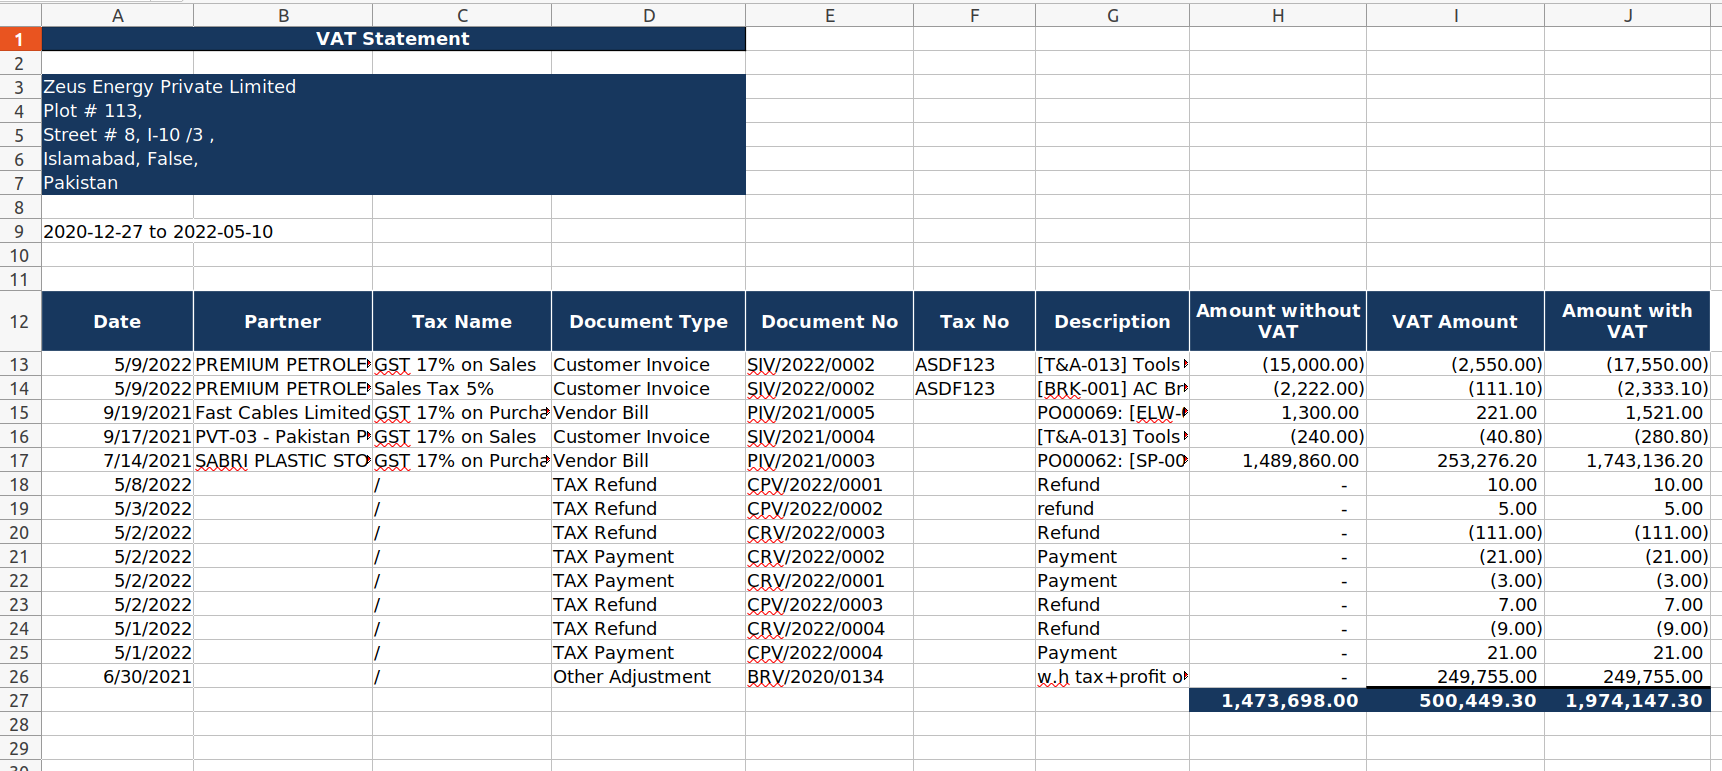 A B C D E F G H I J
1 VAT Statement
2
3 Zeus Energy Private Limited
4 Plot # 113,
5 Street # 8, I-10 /3 ,
6 Islamabad, False,
7 Pakistan
8
9 2020-12-27 to 2022-05-10
10
11
12 Date Partner Tax Name Document Type Document No Tax No Description Amount without VAT VAT Amount Amount with VAT
13 5/9/2022 PREMIUM PETROLE GST 17% on Sales Customer Invoice SIV/2022/0002 ASDF123 [T&A-013] Tools (15,000.00) (2,550.00) (17,550.00)
14 5/9/2022 PREMIUM PETROLE Sales Tax 5% Customer Invoice SIV/2022/0002 ASDF123 [BRK-001] AC Br (2,222.00) (111.10) (2,333.10)
15 9/19/2021 Fast Cables Limited GST 17% on Purcha Vendor Bill PIV/2021/0005 PO00069: [ELW- 1,300.00 221.00 1,521.00
16 9/17/2021 PVT-03 - Pakistan P GST 17% on Sales Customer Invoice SIV/2021/0004 [T&A-013] Tools (240.00) (40.80) (280.80)
17 7/14/2021 SABRI PLASTIC STO GST 17% on Purcha Vendor Bill PIV/2021/0003 PO00062: [SP-00 1,489,860.00 253,276.20 1,743,136.20
18 5/8/2022 / TAX Refund CPV/2022/0001 Refund - 10.00 10.00
19 5/3/2022 / TAX Refund CPV/2022/0002 refund - 5.00 5.00
20 5/2/2022 / TAX Refund CRV/2022/0003 Refund - (111.00) (111.00)
21 5/2/2022 / TAX Payment CRV/2022/0002 Payment - (21.00) (21.00)
22 5/2/2022 / TAX Payment CRV/2022/0001 Payment - (3.00) (3.00)
23 5/2/2022 / TAX Refund CPV/2022/0003 Refund - 7.00 7.00
24 5/1/2022 / TAX Refund CRV/2022/0004 Refund - (9.00) (9.00)
25 5/1/2022 / TAX Payment CPV/2022/0004 Payment - 21.00 21.00
26 6/30/2021 / Other Adjustment BRV/2020/0134 w.h tax+profit o - 249,755.00 249,755.00
27 1,473,698.00 500,449.30 1,974,147.30
28
29
30